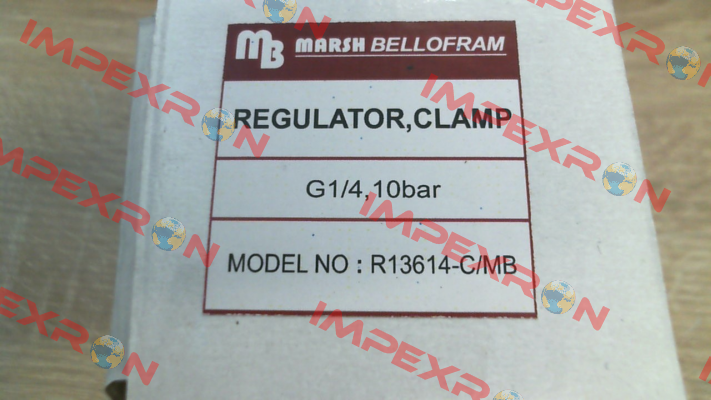 MB MARSH BELLOFRAM
REGULATOR,CLAMP
G1/4,10bar
MODEL NO : R13614-C/MB
IMPEXRON
IMPEXRON
IMPEXRON
IMPEXRON
IMPEXRON
IMPEXRON